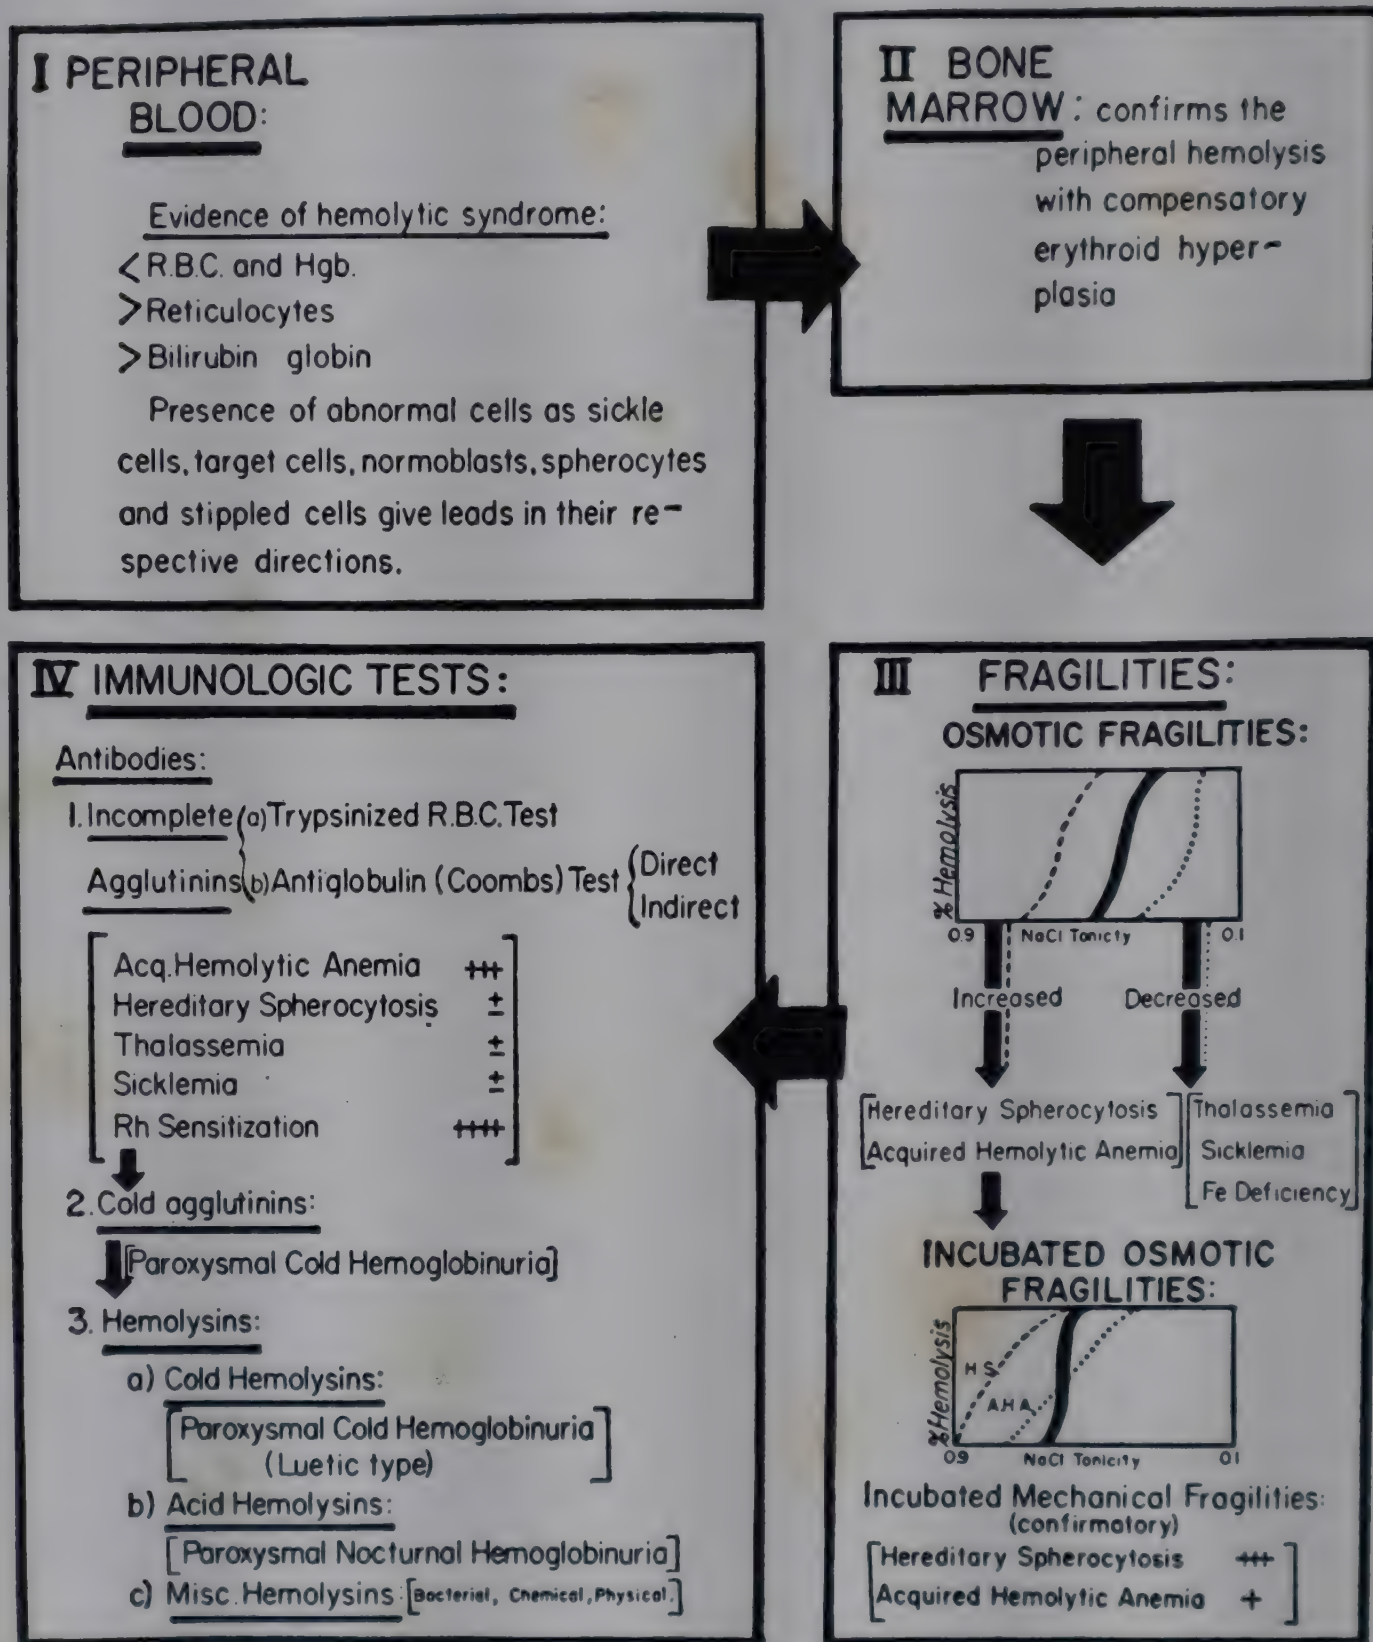 I PERIPHERAL
BLOOD:
Evidence of hemolytic syndrome:
< R.B.C. and Hgb.
> Reticulocytes
> Bilirubin globin
Presence of abnormal cells as sickle
cells, target cells, normoblasts, spherocytes
and stippled cells give leads in their re-
spective directions.
II BONE
MARROW: confirms the
peripheral hemolysis
with compensatory
erythroid hyper-
plasia
III FRAGILITIES:
OSMOTIC FRAGILITIES:
% Hemolysis
0.9 NaCl Tonicty 0.1
Increased Decreased
[Hereditary Spherocytosis] [Thalassemia]
[Acquired Hemolytic Anemia] [Sicklemia]
[Fe Deficiency]
INCUBATED OSMOTIC
FRAGILITIES:
% Hemolysis
H S
A.H A.
0.9 NaCl Tonicity 0.1
Incubated Mechanical Fragilities:
(confirmatory)
[Hereditary Spherocytosis +++]
[Acquired Hemolytic Anemia +]
IV IMMUNOLOGIC TESTS:
Antibodies:
1. Incomplete (a) Trypsinized R.B.C. Test
Agglutinins (b) Antiglobulin (Coombs) Test { Direct
Indirect
Acq. Hemolytic Anemia +++
Hereditary Spherocytosis ±
Thalassemia ±
Sicklemia ±
Rh Sensitization ++++
2. Cold agglutinins:
[Paroxysmal Cold Hemoglobinuria]
3. Hemolysins:
a) Cold Hemolysins:
[Paroxysmal Cold Hemoglobinuria
(Luetic type)]
b) Acid Hemolysins:
[Paroxysmal Nocturnal Hemoglobinuria]
c) Misc. Hemolysins: [Bacterial, Chemical, Physical.]